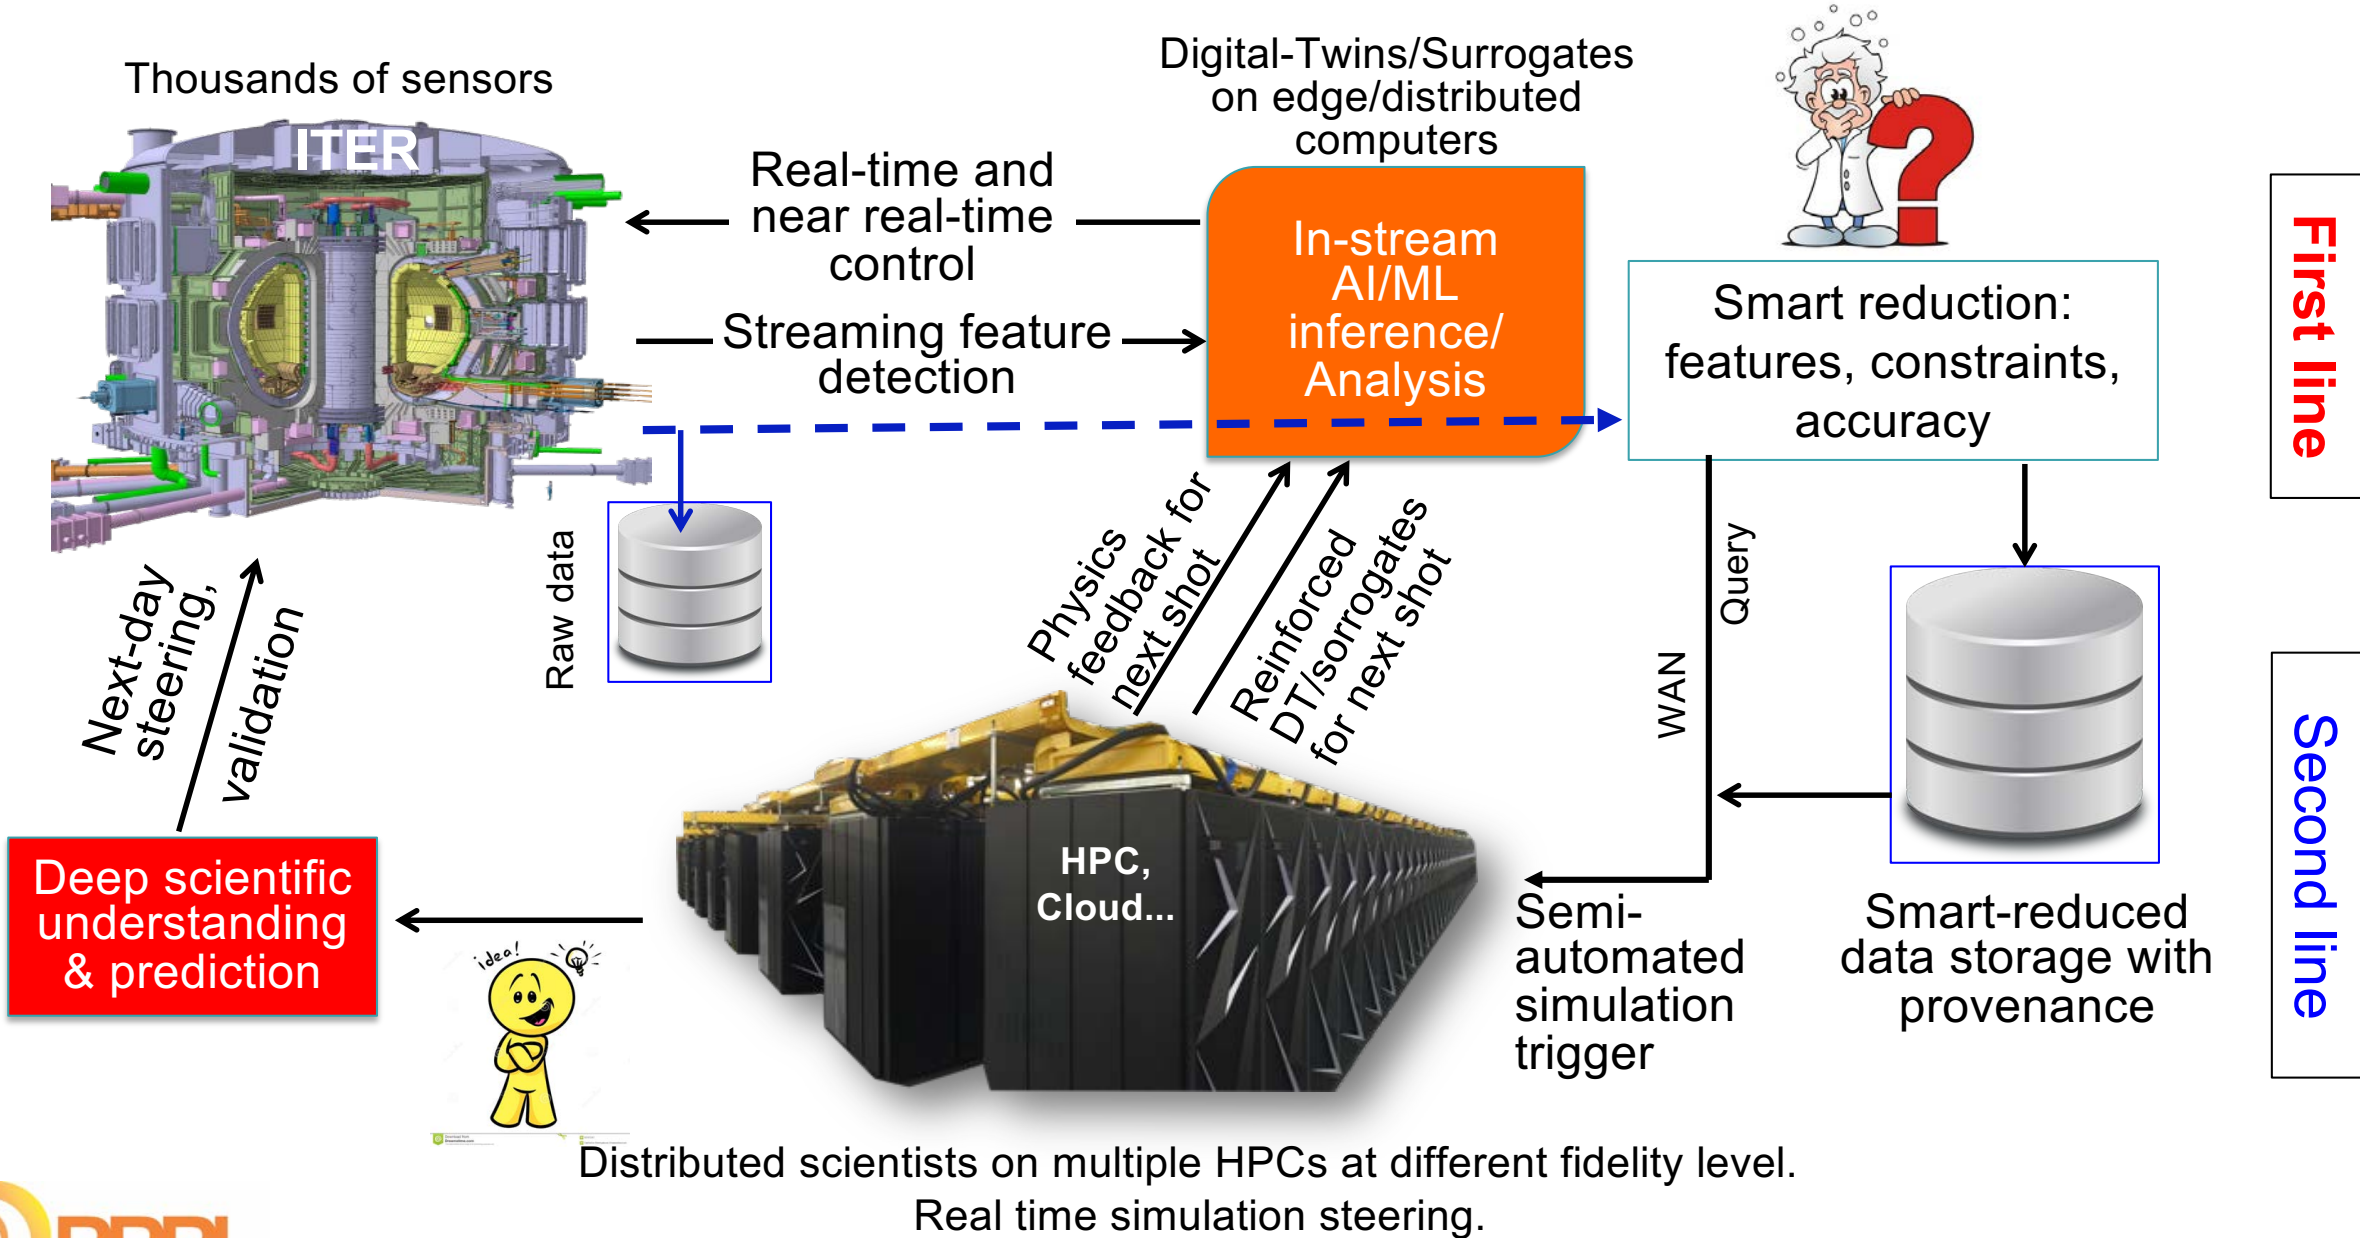 Thousands of sensors
ITER
Real-time and
near real-time
control
Streaming feature
detection
Digital-Twins/Surrogates
on edge/distributed
computers
In-stream
AI/ML
inference/
Analysis
Smart reduction:
features, constraints,
accuracy
First line
Raw data
Physics
feedback for
next shot
Reinforced
DT/sorrogates
for next shot
Query
WAN
Next-day
steering,
validation
Second line
Deep scientific
understanding
& prediction
idea!
HPC,
Cloud...
Semi-
automated
simulation
trigger
Smart-reduced
data storage with
provenance
Distributed scientists on multiple HPCs at different fidelity level.
Real time simulation steering.